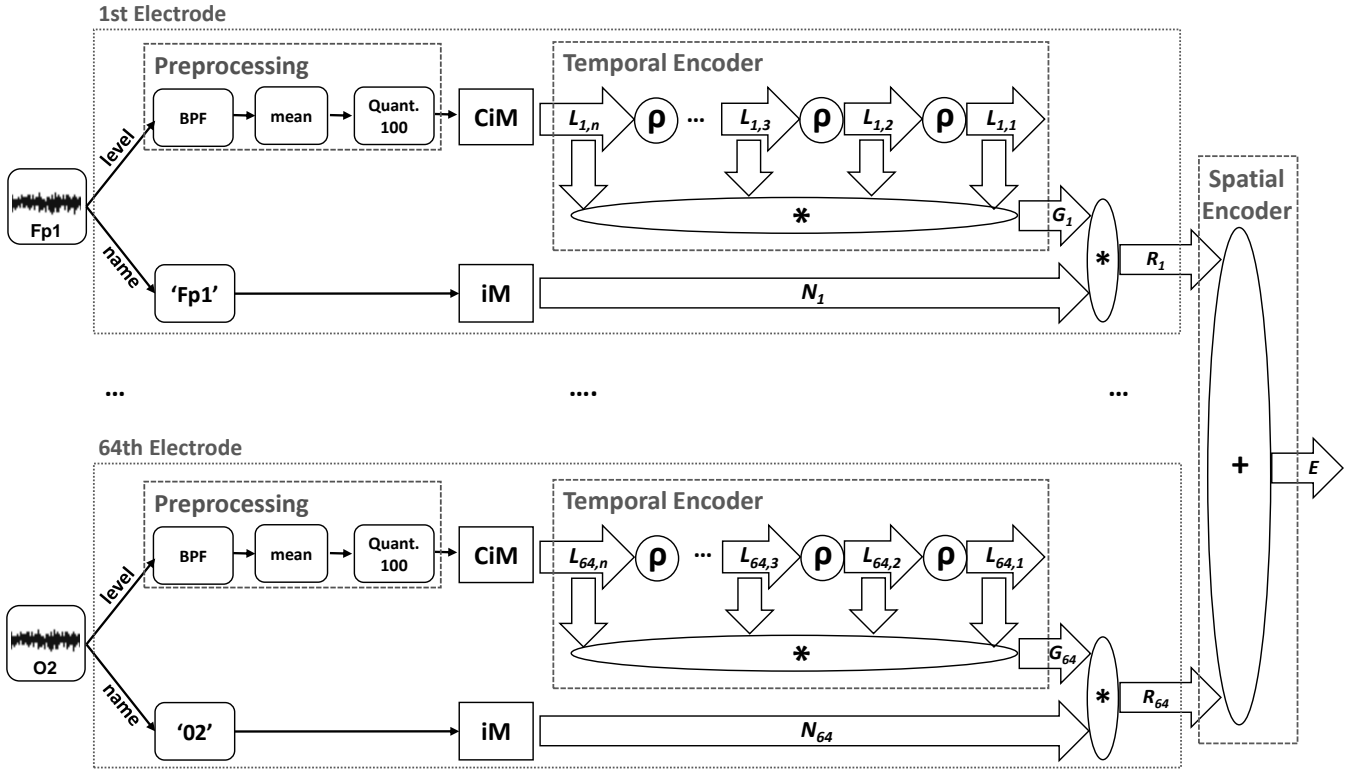 1st Electrode
Preprocessing
Temporal Encoder
BPF
mean
Quant.
100
CiM
L1,n
ρ
...
L1,3
ρ
L1,2
ρ
L1,1
level
Fp1
name
*
G1
'Fp1'
iM
N1
*
R1
Spatial
Encoder
...
....
...
+
E
64th Electrode
Preprocessing
Temporal Encoder
BPF
mean
Quant.
100
CiM
L64,n
ρ
...
L64,3
ρ
L64,2
ρ
L64,1
level
O2
name
*
G64
'02'
iM
N64
*
R64